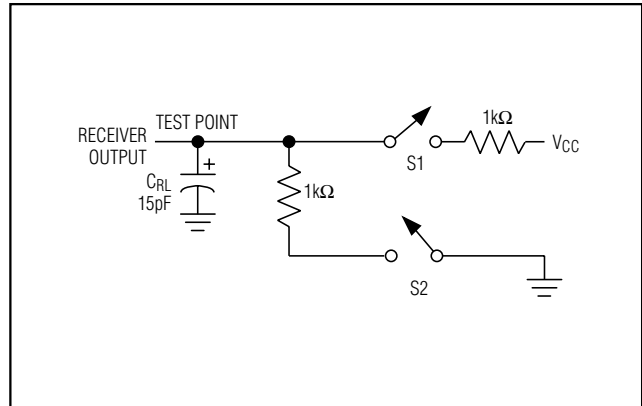 TEST POINT
RECEIVER
OUTPUT
CRL
15pF
+
1kΩ
S1
1kΩ
VCC
S2